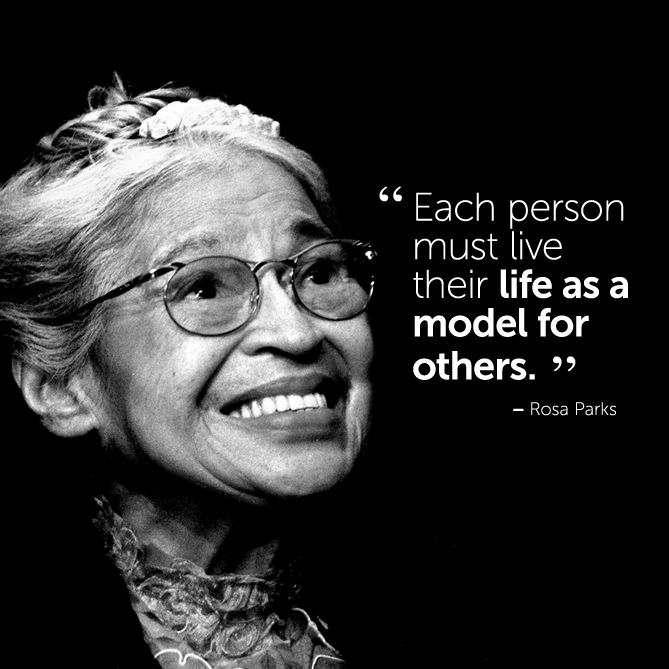 “ Each person
must live
their life as a
model for
others. ”
– Rosa Parks